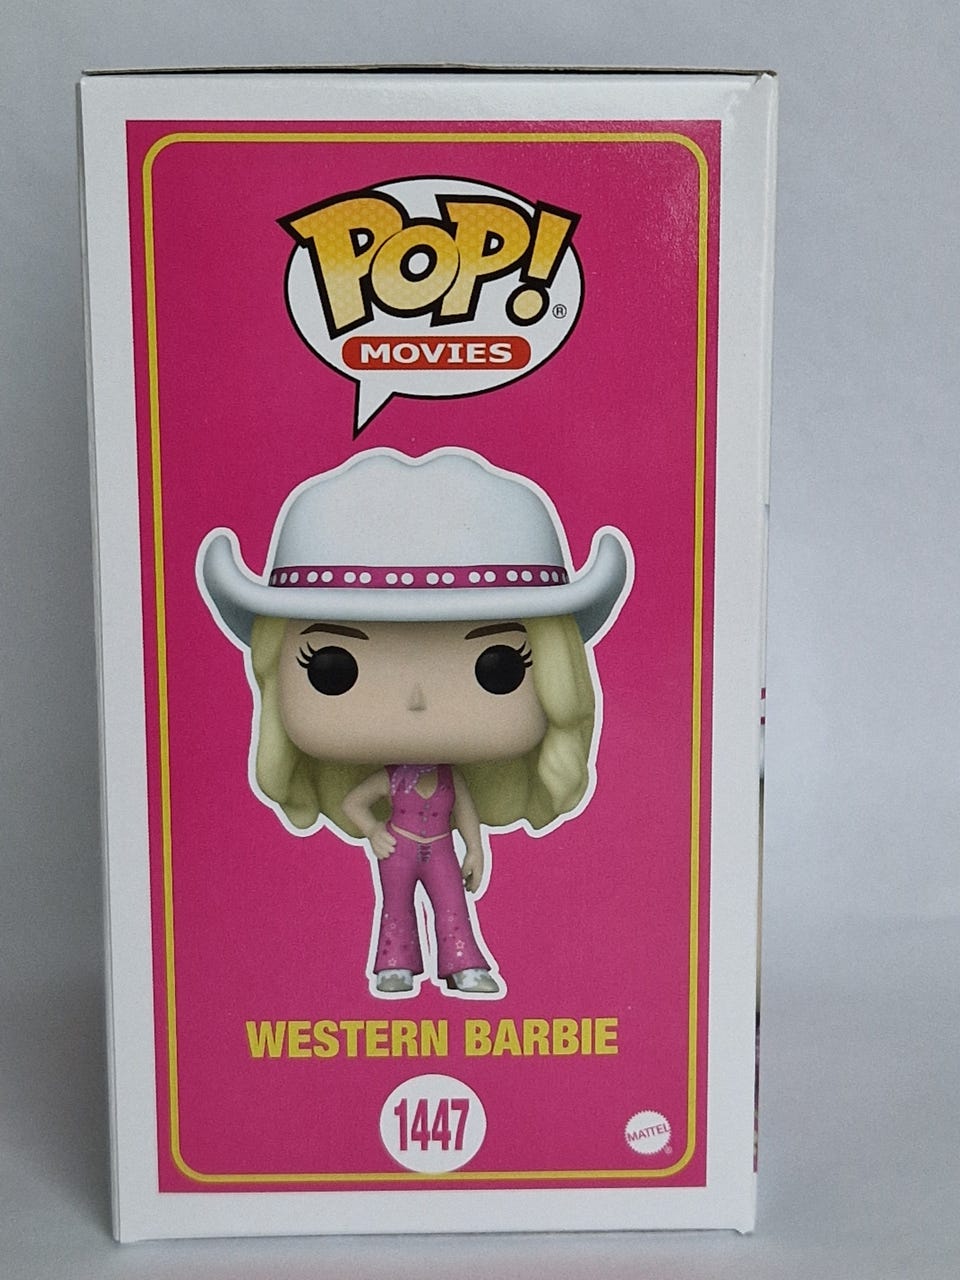 POP!
®
MOVIES
WESTERN BARBIE
1447
MATTEL
®